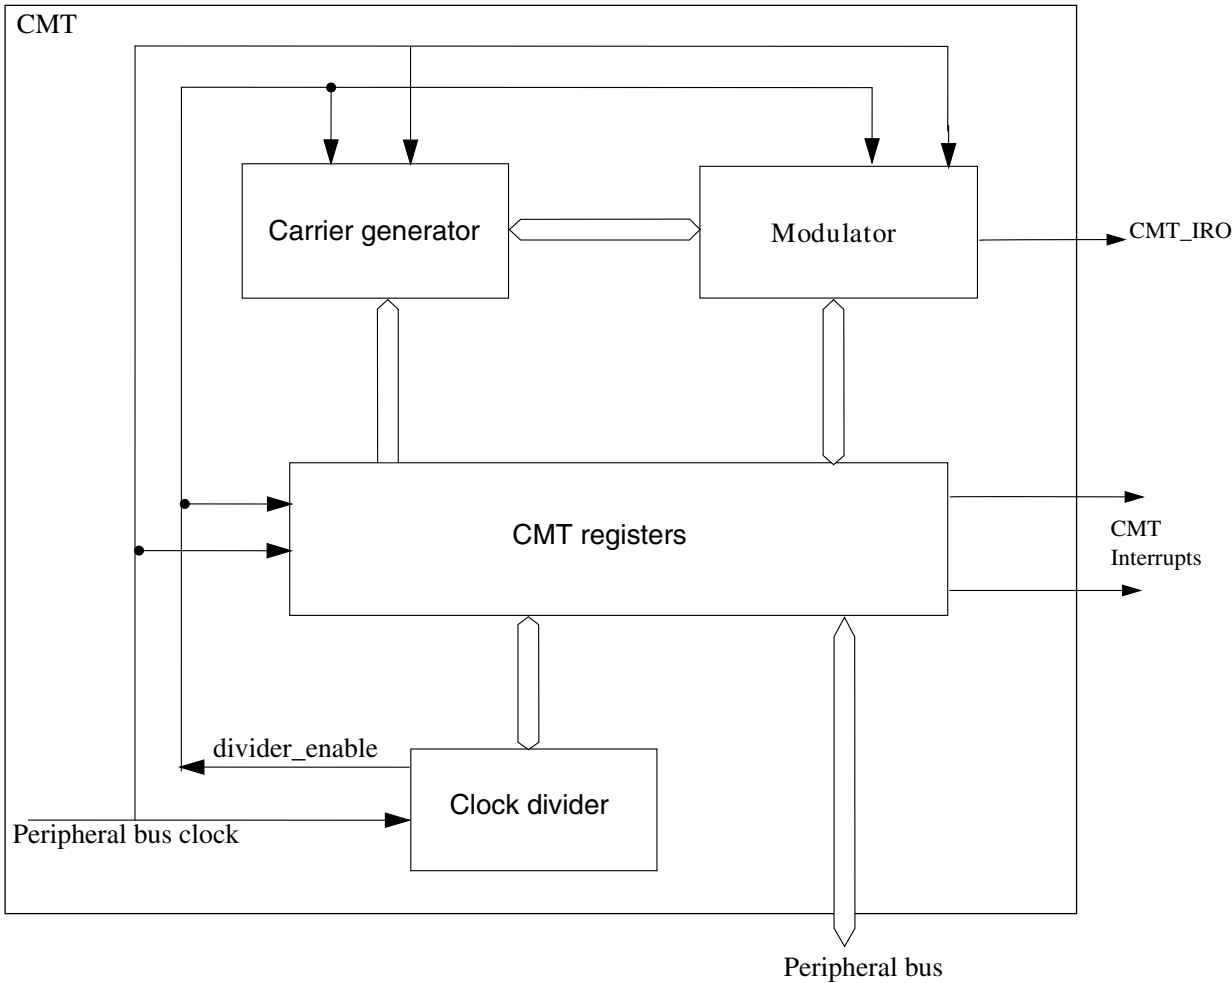 CMT
Carrier generator
Modulator
CMT_IRO
CMT registers
CMT
Interrupts
divider_enable
Clock divider
Peripheral bus clock
Peripheral bus